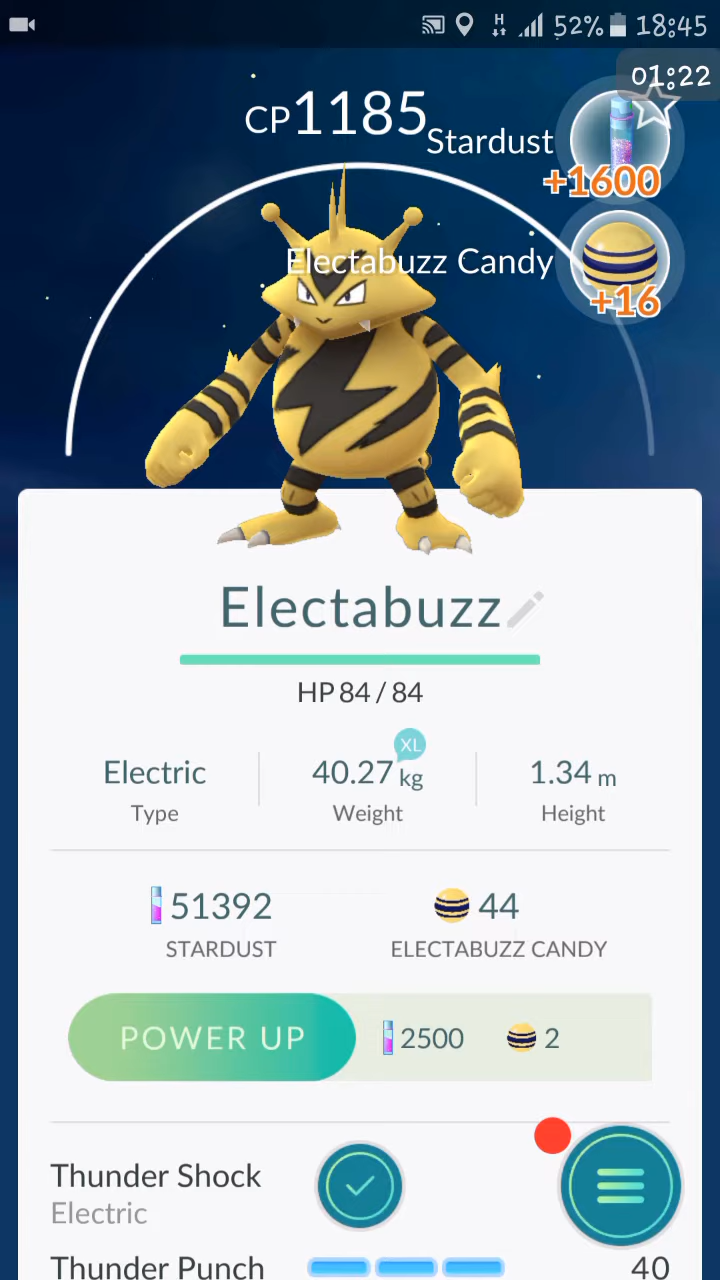 H 52% 18:45
01:22
CP1185
Stardust
+1600
Electabuzz Candy
+16
Electabuzz
HP 84 / 84
XL
Electric 40.27 kg 1.34 m
Type Weight Height
51392 44
STARDUST ELECTABUZZ CANDY
POWER UP 2500 2
Thunder Shock
Electric
Thunder Punch 40